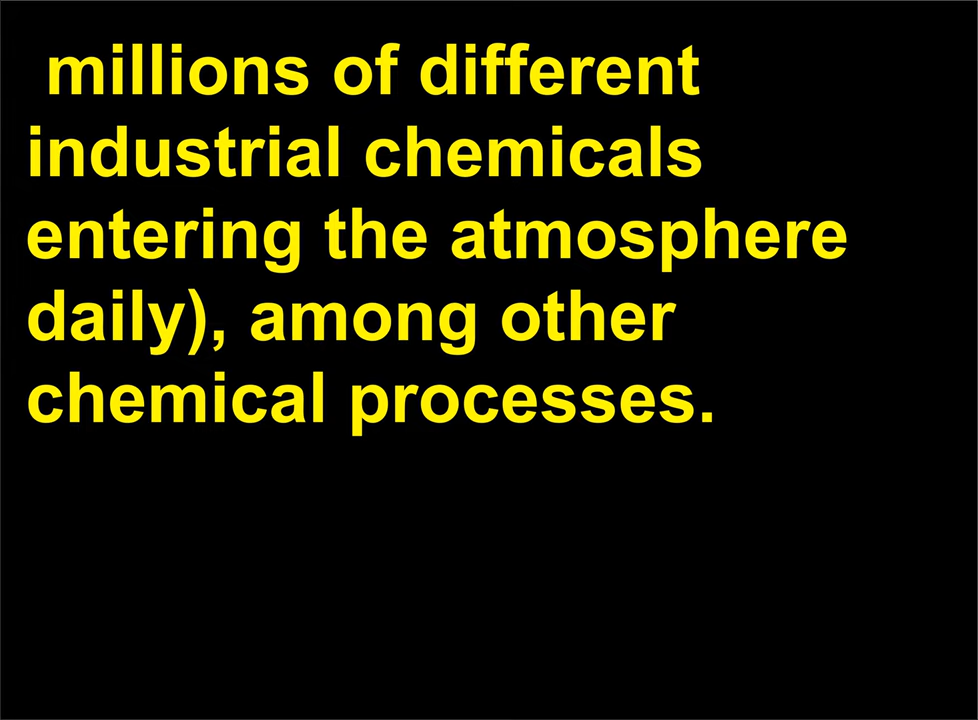 millions of different
industrial chemicals
entering the atmosphere
daily), among other
chemical processes.